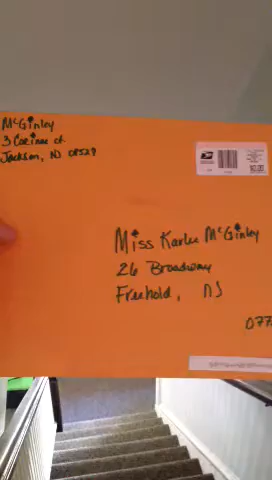 McGinley
3 Corinne ct.
Jackson, NJ 08527
Miss Karlee McGinley
26 Broadway
Freehold, NJ
077